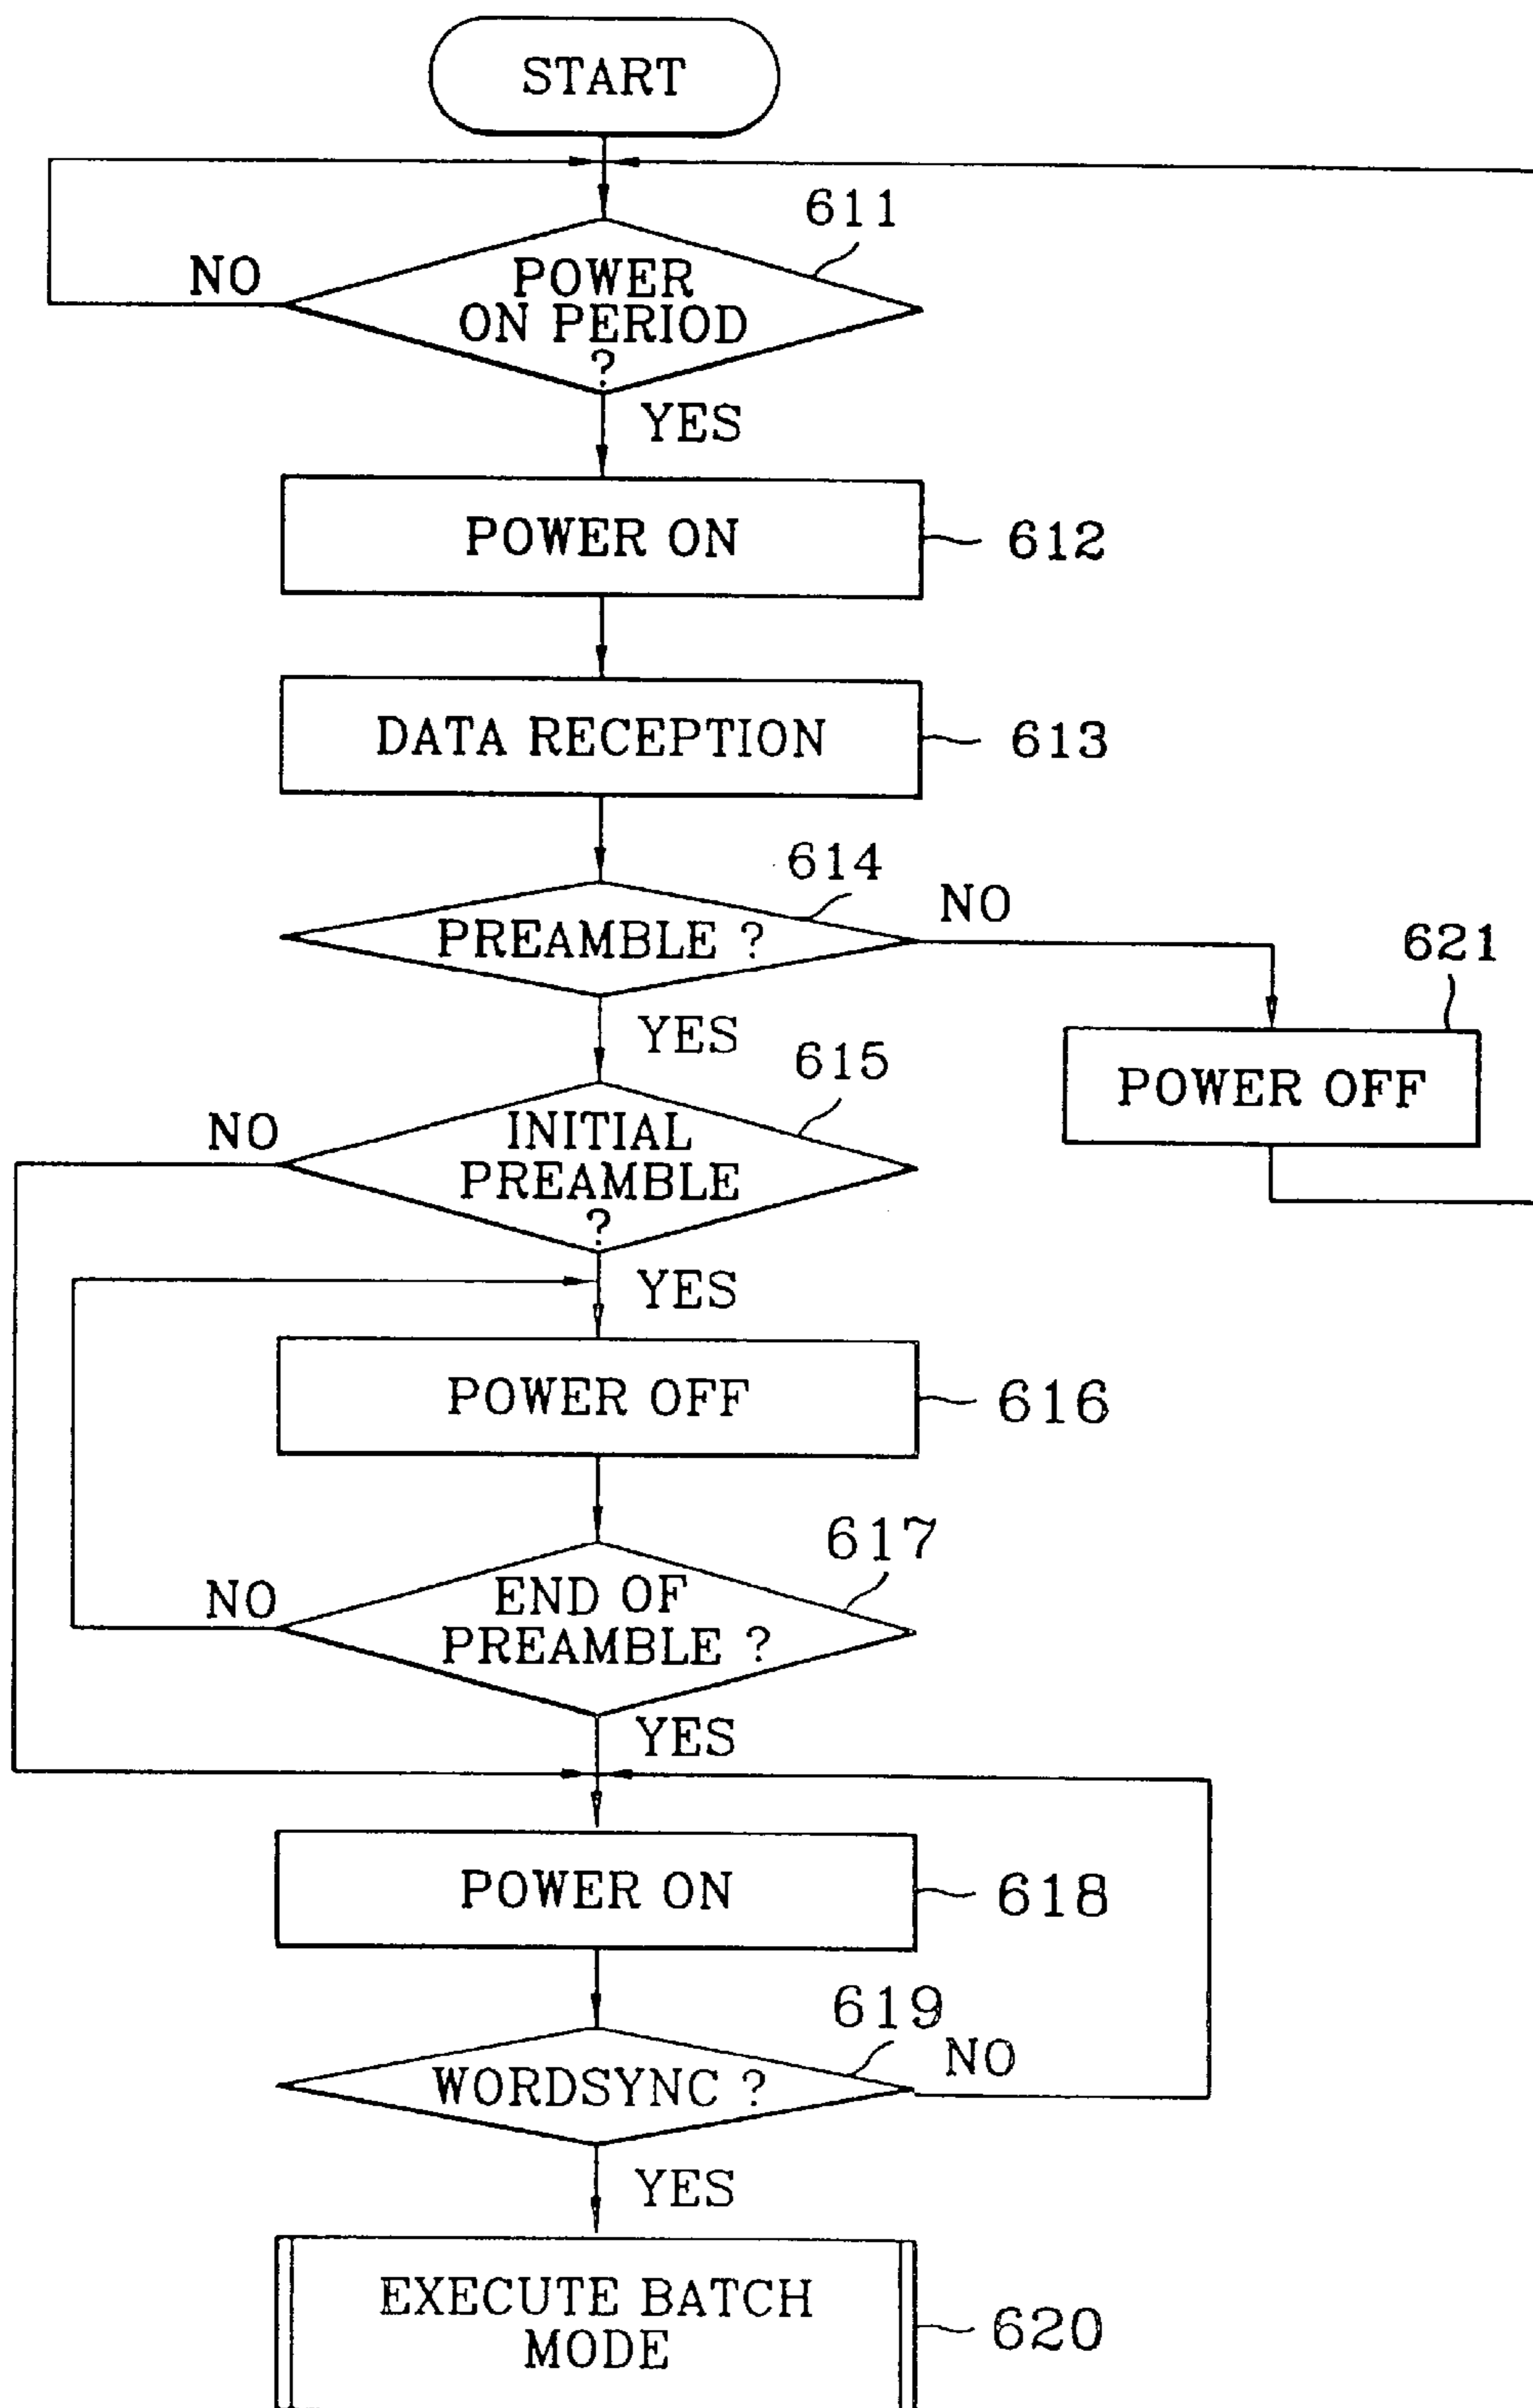 START
611
NO
POWER
ON PERIOD
?
YES
POWER ON
612
DATA RECEPTION
613
614
PREAMBLE ?
NO
621
YES
POWER OFF
615
NO
INITIAL
PREAMBLE
?
YES
POWER OFF
616
617
NO
END OF
PREAMBLE ?
YES
POWER ON
618
619
WORDSYNC ?
NO
YES
EXECUTE BATCH
MODE
620